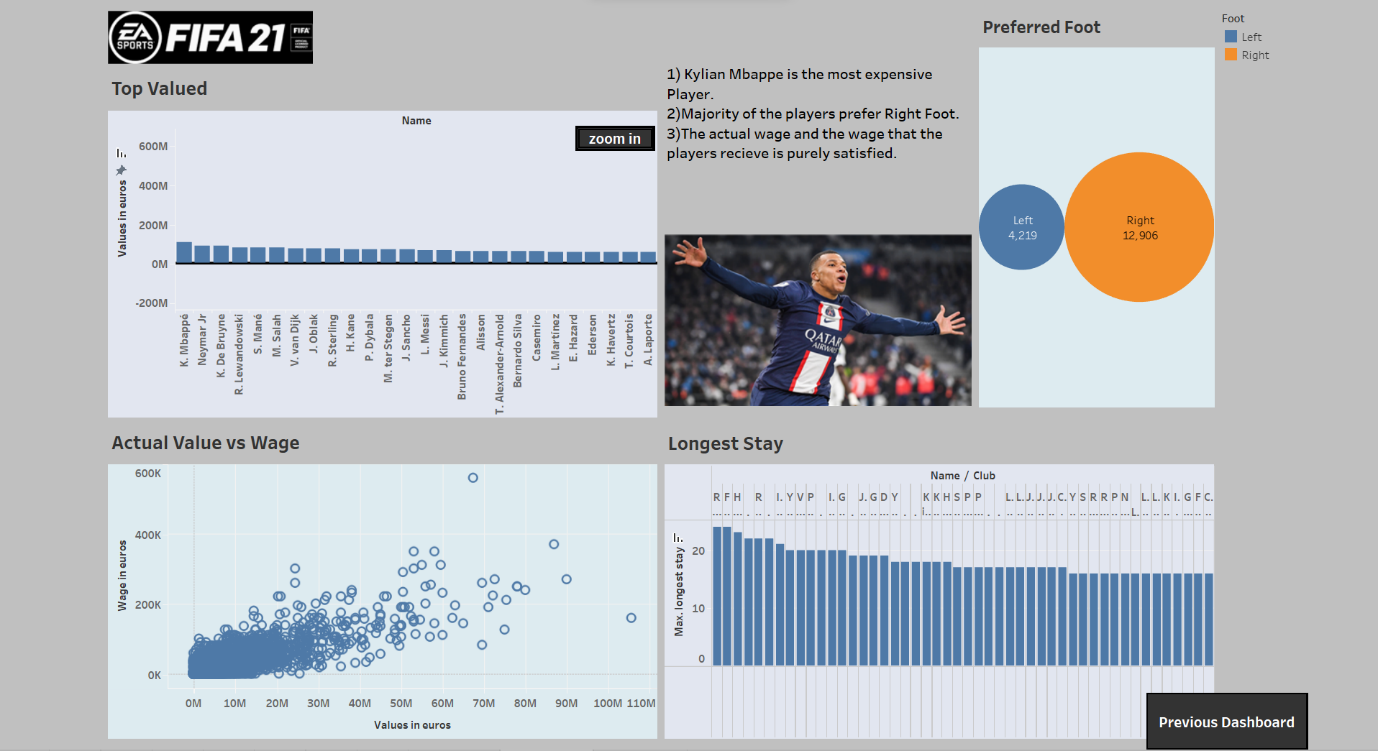 EA
SPORTS
FIFA 21
FIFA
Top Valued
Name
zoom in
Values in euros
600M
400M
200M
0M
-200M
K. Mbappé
Neymar Jr
K. De Bruyne
R. Lewandowski
S. Mané
M. Salah
V. van Dijk
J. Oblak
R. Sterling
H. Kane
P. Dybala
M. ter Stegen
J. Sancho
L. Messi
J. Kimmich
Bruno Fernandes
Alisson
T. Alexander-Arnold
Bernardo Silva
Casemiro
L. Martínez
E. Hazard
Ederson
K. Havertz
T. Courtois
A. Laporte
1) Kylian Mbappe is the most expensive
Player.
2)Majority of the players prefer Right Foot.
3)The actual wage and the wage that the
players recieve is purely satisfied.
QATAR
AIRWAYS
Preferred Foot
Left
4,219
Right
12,906
Foot
Left
Right
Actual Value vs Wage
Wage in euros
600K
400K
200K
0K
0M 10M 20M 30M 40M 50M 60M 70M 80M 90M 100M 110M
Values in euros
Longest Stay
Name / Club
R F H R I. Y V P I. G J. G D Y K K H S P P L. L. J. J. J. C. Y S R R P N L. L. K I. G F C.
Max. longest stay
20
10
0
Previous Dashboard